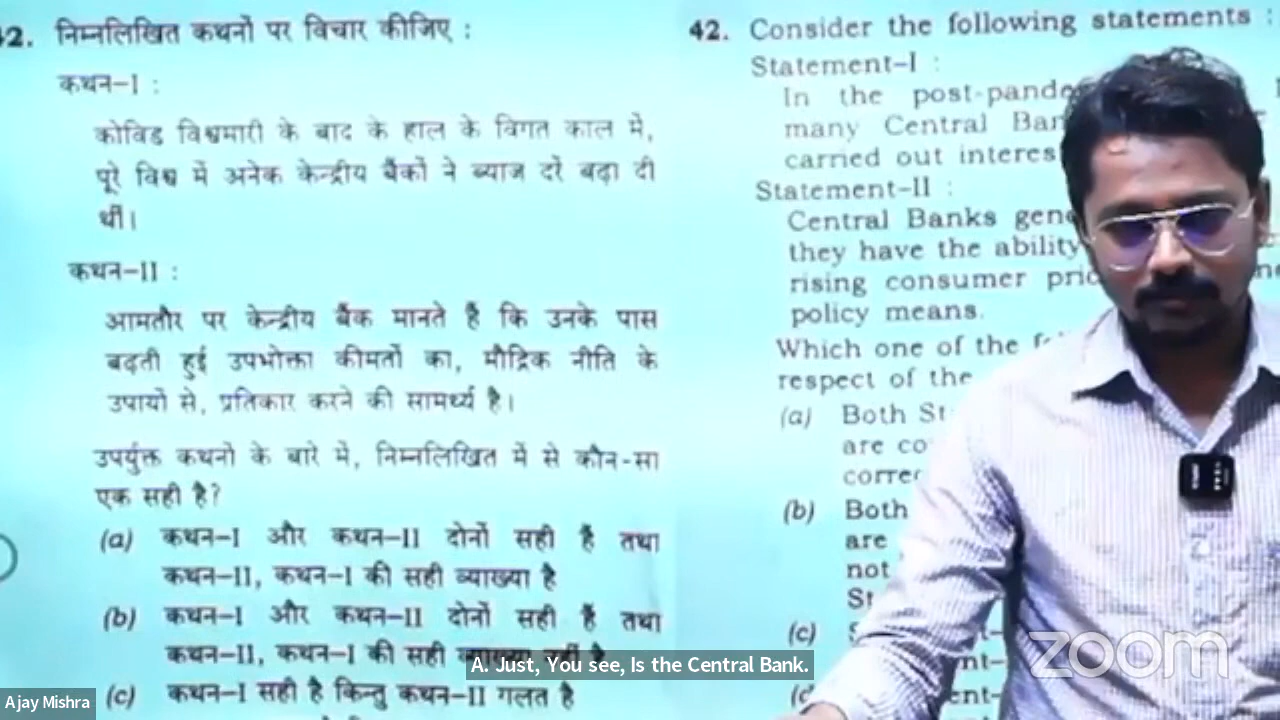 42. निम्नलिखित कथनों पर विचार कीजिए :
कथन-I :
कोविड विश्वमारी के बाद के हाल के विगत काल में,
पूरे विश्व में अनेक केन्द्रीय बैंकों ने ब्याज दरें बढ़ा दी
थीं।
कथन-II :
आमतौर पर केन्द्रीय बैंक मानते हैं कि उनके पास
बढ़ती हुई उपभोक्ता कीमतों का, मौद्रिक नीति के
उपायों से, प्रतिकार करने की सामर्थ्य है।
उपर्युक्त कथनों के बारे में, निम्नलिखित में से कौन-सा
एक सही है?
(a) कथन-I और कथन-II दोनों सही हैं तथा
कथन-II, कथन-I की सही व्याख्या है
(b) कथन-I और कथन-II दोनों सही हैं तथा
कथन-II, कथन-I की सही व्याख्या नहीं है
(c) कथन-I सही है किन्तु कथन-II गलत है
42. Consider the following statements :
Statement-I :
In the post-pande
many Central Ban
carried out interes
Statement-II :
Central Banks gene
they have the ability
rising consumer pric
policy means.
Which one of the
respect of the
(a) Both St
are co
correc
(b) Both
are
not
St
(c)
nt-
(d)
ent-
A. Just, You see, Is the Central Bank.
Ajay Mishra
zoom